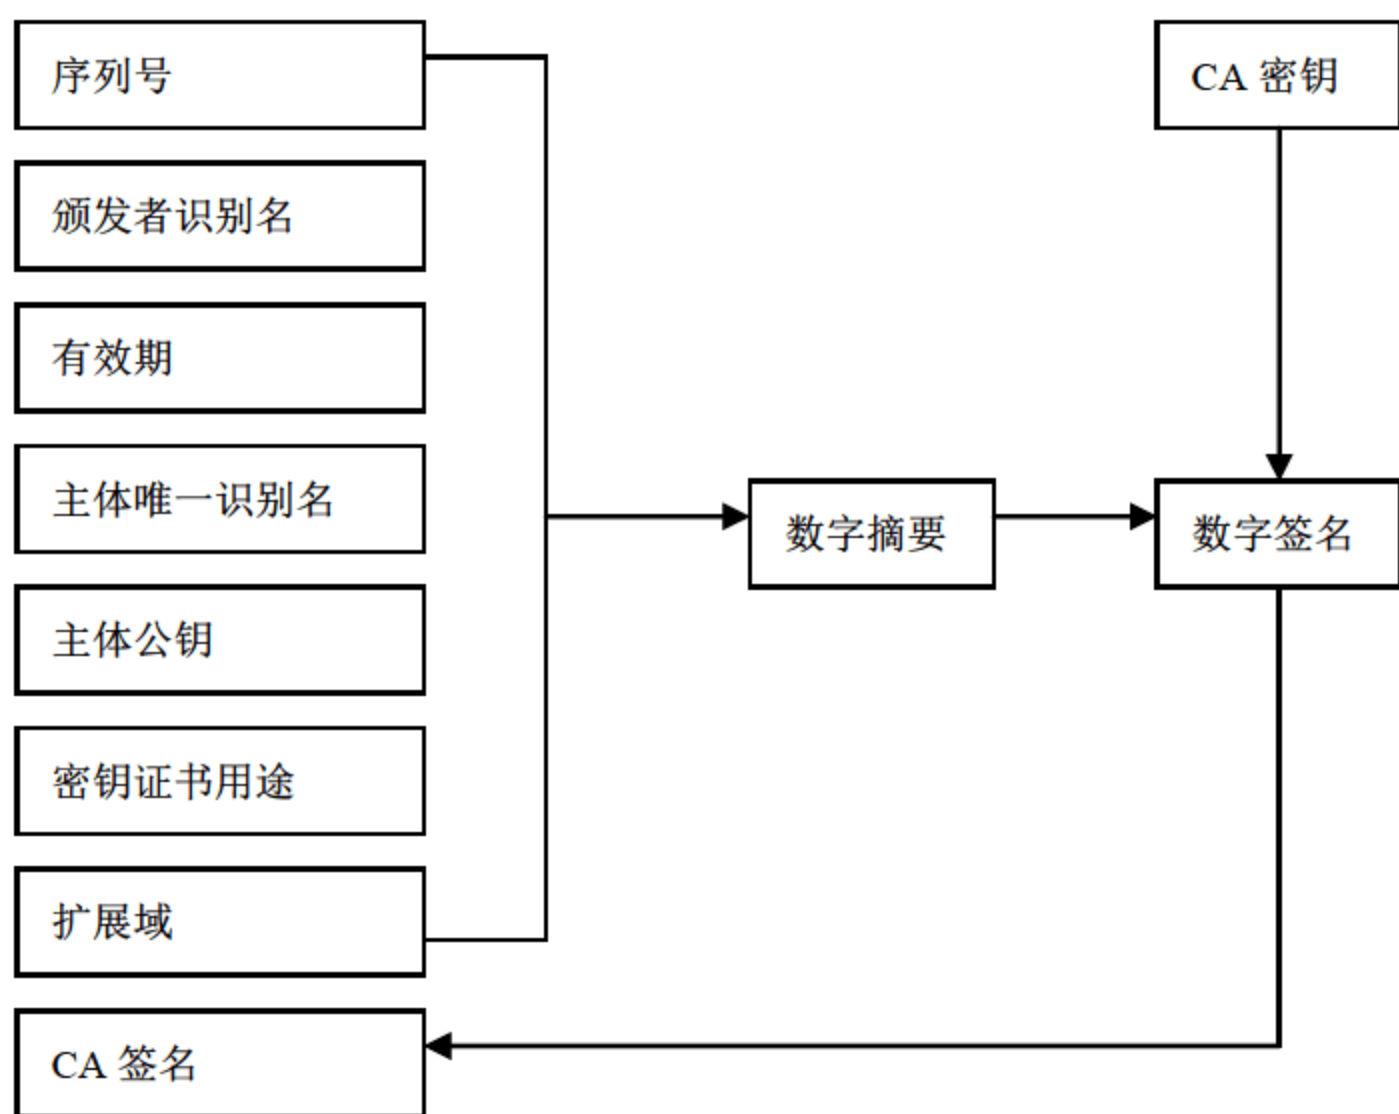 序列号
颁发者识别名
有效期
主体唯一识别名
主体公钥
密钥证书用途
扩展域
CA 签名
数字摘要
CA 密钥
数字签名